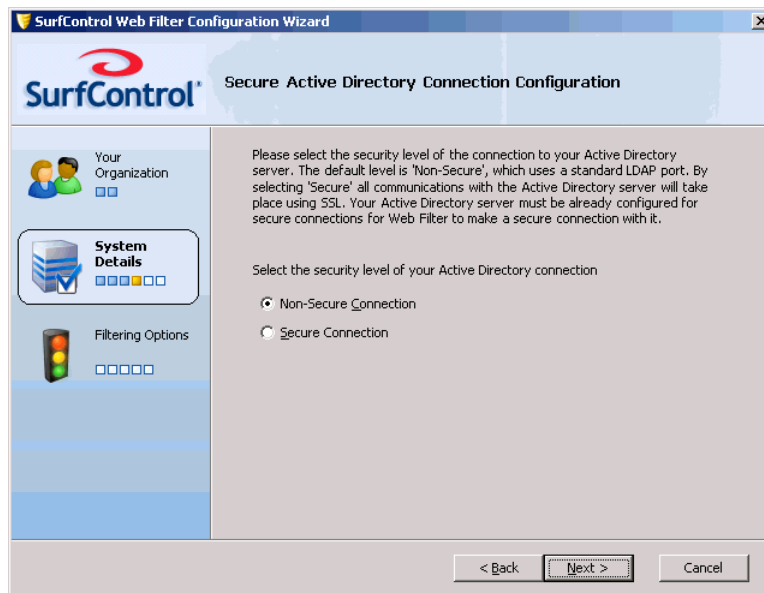 SurfControl Web Filter Configuration Wizard
SurfControl
Secure Active Directory Connection Configuration
Your
Organization
System
Details
Filtering Options
Please select the security level of the connection to your Active Directory
server. The default level is 'Non-Secure', which uses a standard LDAP port. By
selecting 'Secure' all communications with the Active Directory server will take
place using SSL. Your Active Directory server must be already configured for
secure connections for Web Filter to make a secure connection with it.
Select the security level of your Active Directory connection
Non-Secure Connection
Secure Connection
< Back
Next >
Cancel